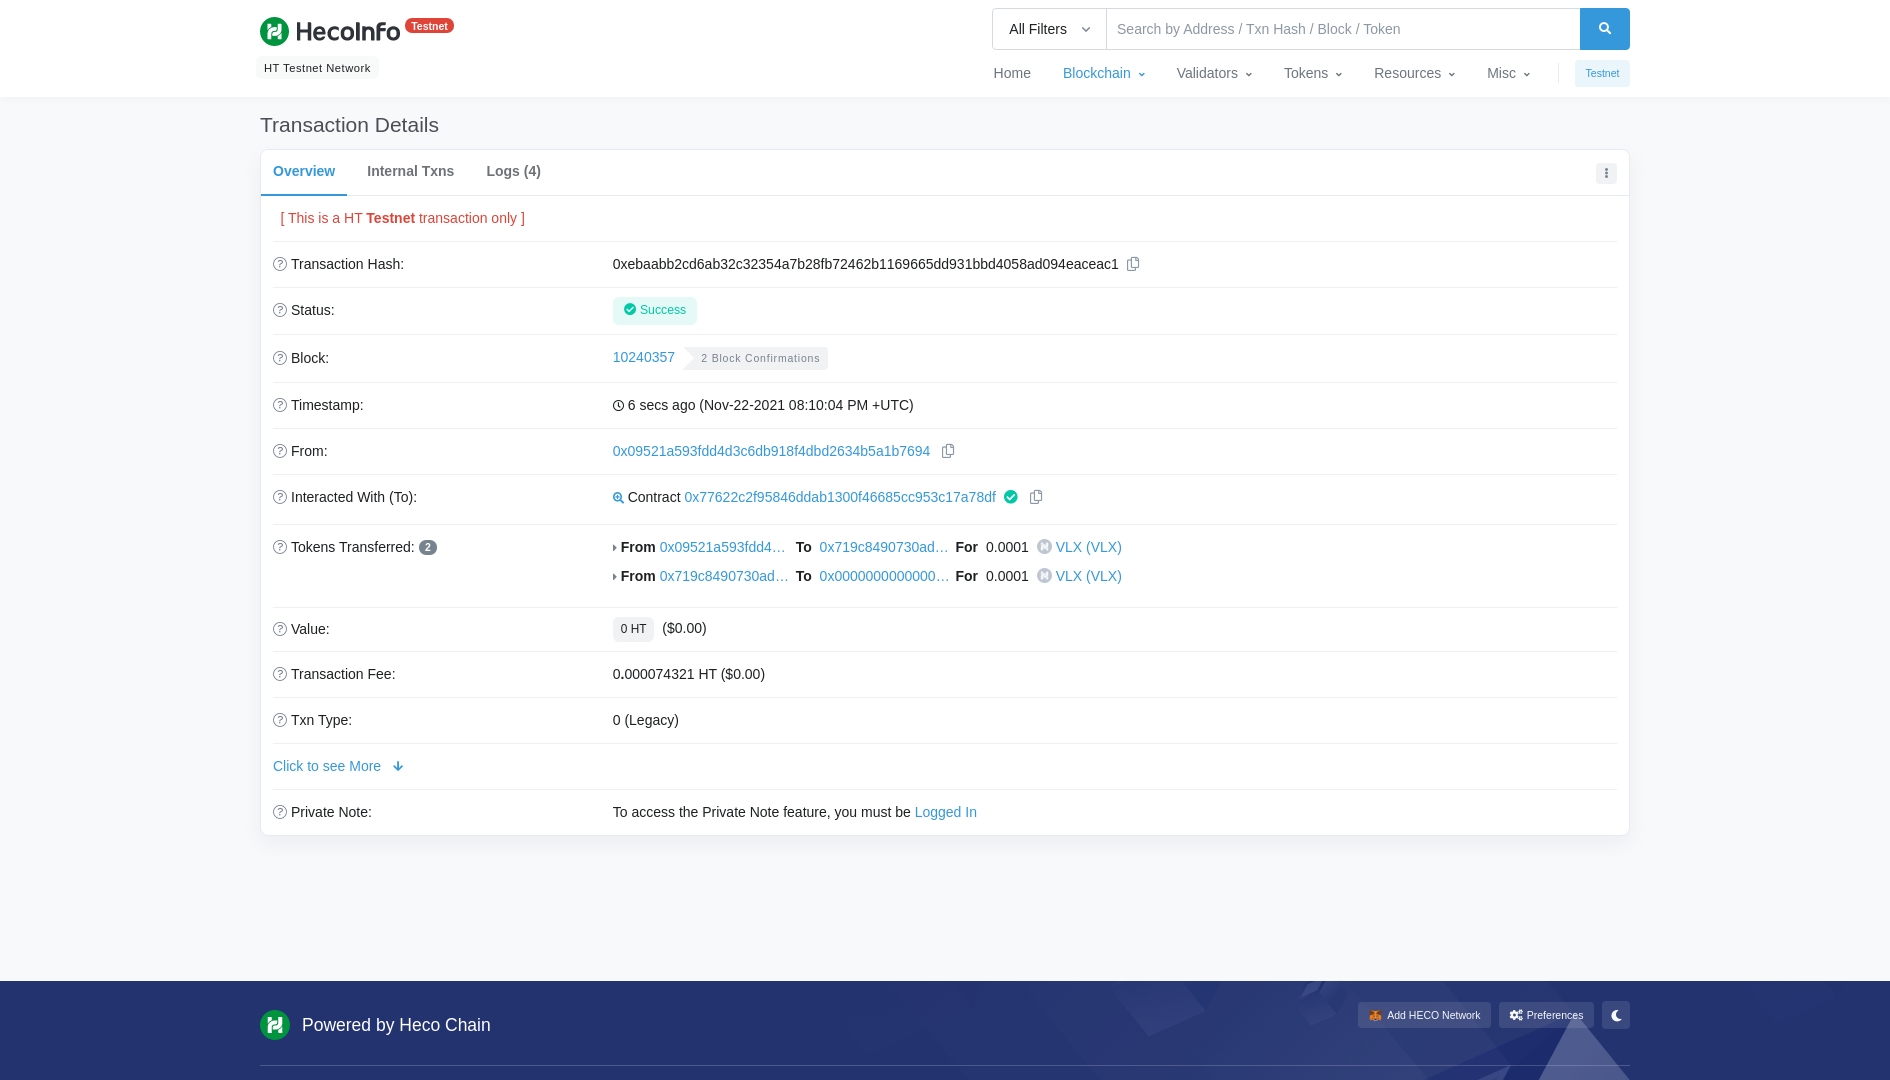 HecoInfo Testnet
HT Testnet Network
All Filters
Search by Address / Txn Hash / Block / Token
Home
Blockchain
Validators
Tokens
Resources
Misc
Testnet
Transaction Details
Overview
Internal Txns
Logs (4)
[ This is a HT Testnet transaction only ]
Transaction Hash:
0xebaabb2cd6ab32c32354a7b28fb72462b1169665dd931bbd4058ad094eaceac1
Status:
Success
Block:
10240357
2 Block Confirmations
Timestamp:
6 secs ago (Nov-22-2021 08:10:04 PM +UTC)
From:
0x09521a593fdd4d3c6db918f4dbd2634b5a1b7694
Interacted With (To):
Contract 0x77622c2f95846ddab1300f46685cc953c17a78df
Tokens Transferred: 2
From 0x09521a593fdd4… To 0x719c8490730ad… For 0.0001 VLX (VLX)
From 0x719c8490730ad… To 0x0000000000000… For 0.0001 VLX (VLX)
Value:
0 HT ($0.00)
Transaction Fee:
0.000074321 HT ($0.00)
Txn Type:
0 (Legacy)
Click to see More
Private Note:
To access the Private Note feature, you must be Logged In
Powered by Heco Chain
Add HECO Network
Preferences